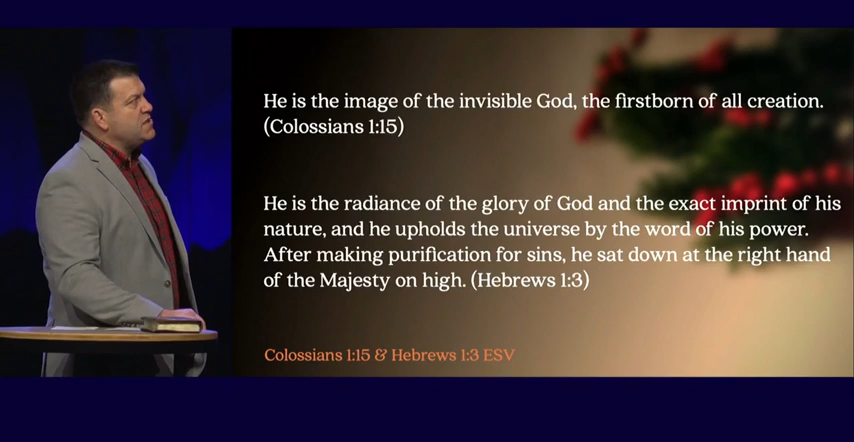 He is the image of the invisible God, the firstborn of all creation.
(Colossians 1:15)
He is the radiance of the glory of God and the exact imprint of his
nature, and he upholds the universe by the word of his power.
After making purification for sins, he sat down at the right hand
of the Majesty on high. (Hebrews 1:3)
Colossians 1:15 & Hebrews 1:3 ESV